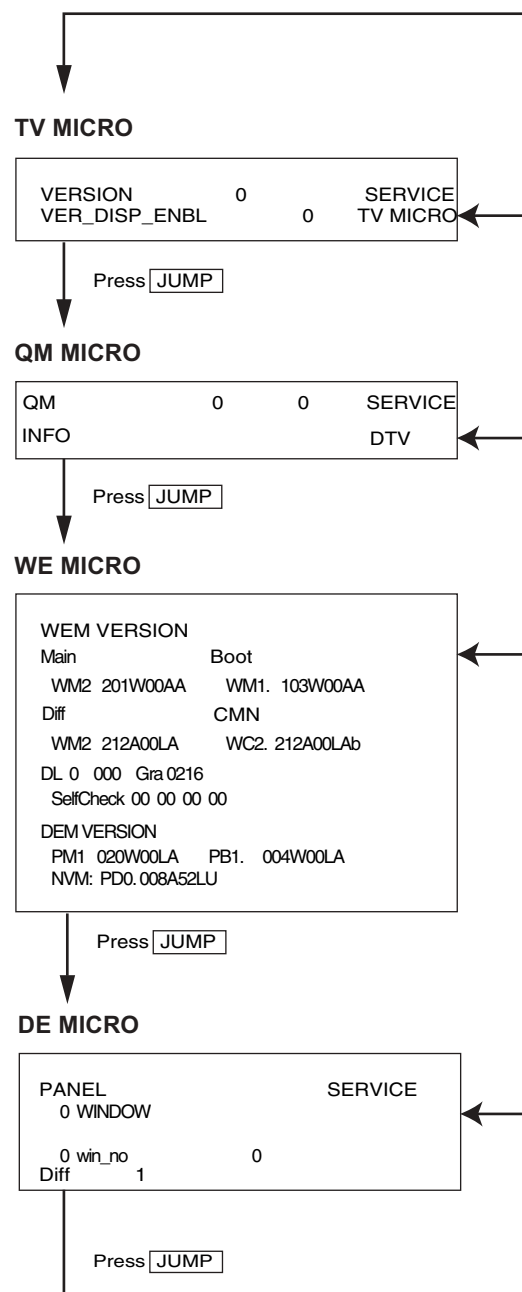 TV MICRO
VERSION 0 SERVICE
VER_DISP_ENBL 0 TV MICRO
Press JUMP
QM MICRO
QM 0 0 SERVICE
INFO DTV
Press JUMP
WE MICRO
WEM VERSION
Main Boot
WM2 201W00AA WM1. 103W00AA
Diff CMN
WM2 212A00LA WC2. 212A00LAb
DL 0 000 Gra 0216
SelfCheck 00 00 00 00
DEM VERSION
PM1 020W00LA PB1. 004W00LA
NVM: PD0. 008A52LU
Press JUMP
DE MICRO
PANEL SERVICE
0 WINDOW
0 win_no 0
Diff 1
Press JUMP